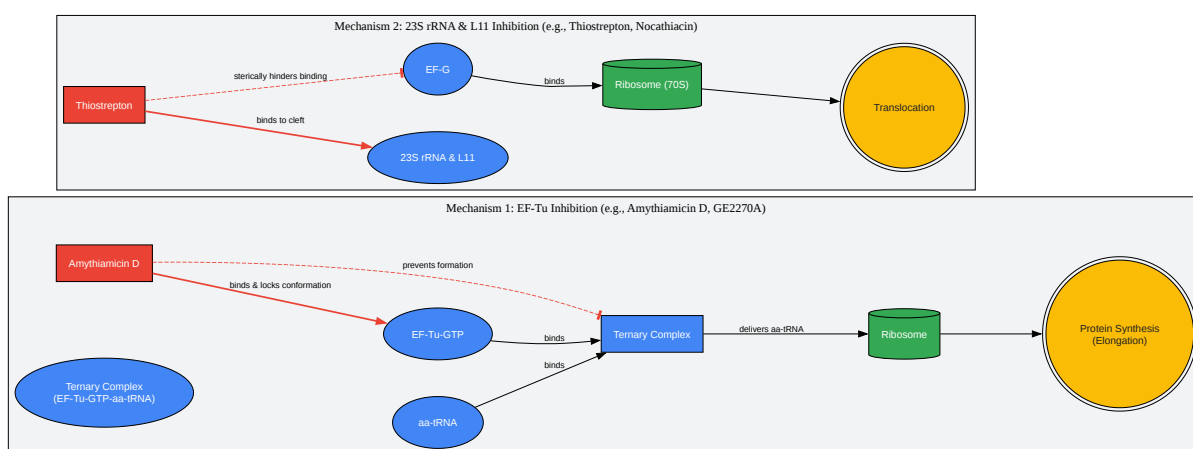 Mechanism 2: 23S rRNA & L11 Inhibition (e.g., Thiostrepton, Nocathiacin)
Thiostrepton
sterically hinders binding
binds to cleft
EF-G
23S rRNA & L11
binds
Ribosome (70S)
Translocation
Mechanism 1: EF-Tu Inhibition (e.g., Amythiamicin D, GE2270A)
Amythiamicin D
prevents formation
binds & locks conformation
EF-Tu-GTP
binds
Ternary Complex
delivers aa-tRNA
Ribosome
Protein Synthesis
(Elongation)
binds
Ternary Complex
(EF-Tu-GTP-aa-tRNA)
aa-tRNA